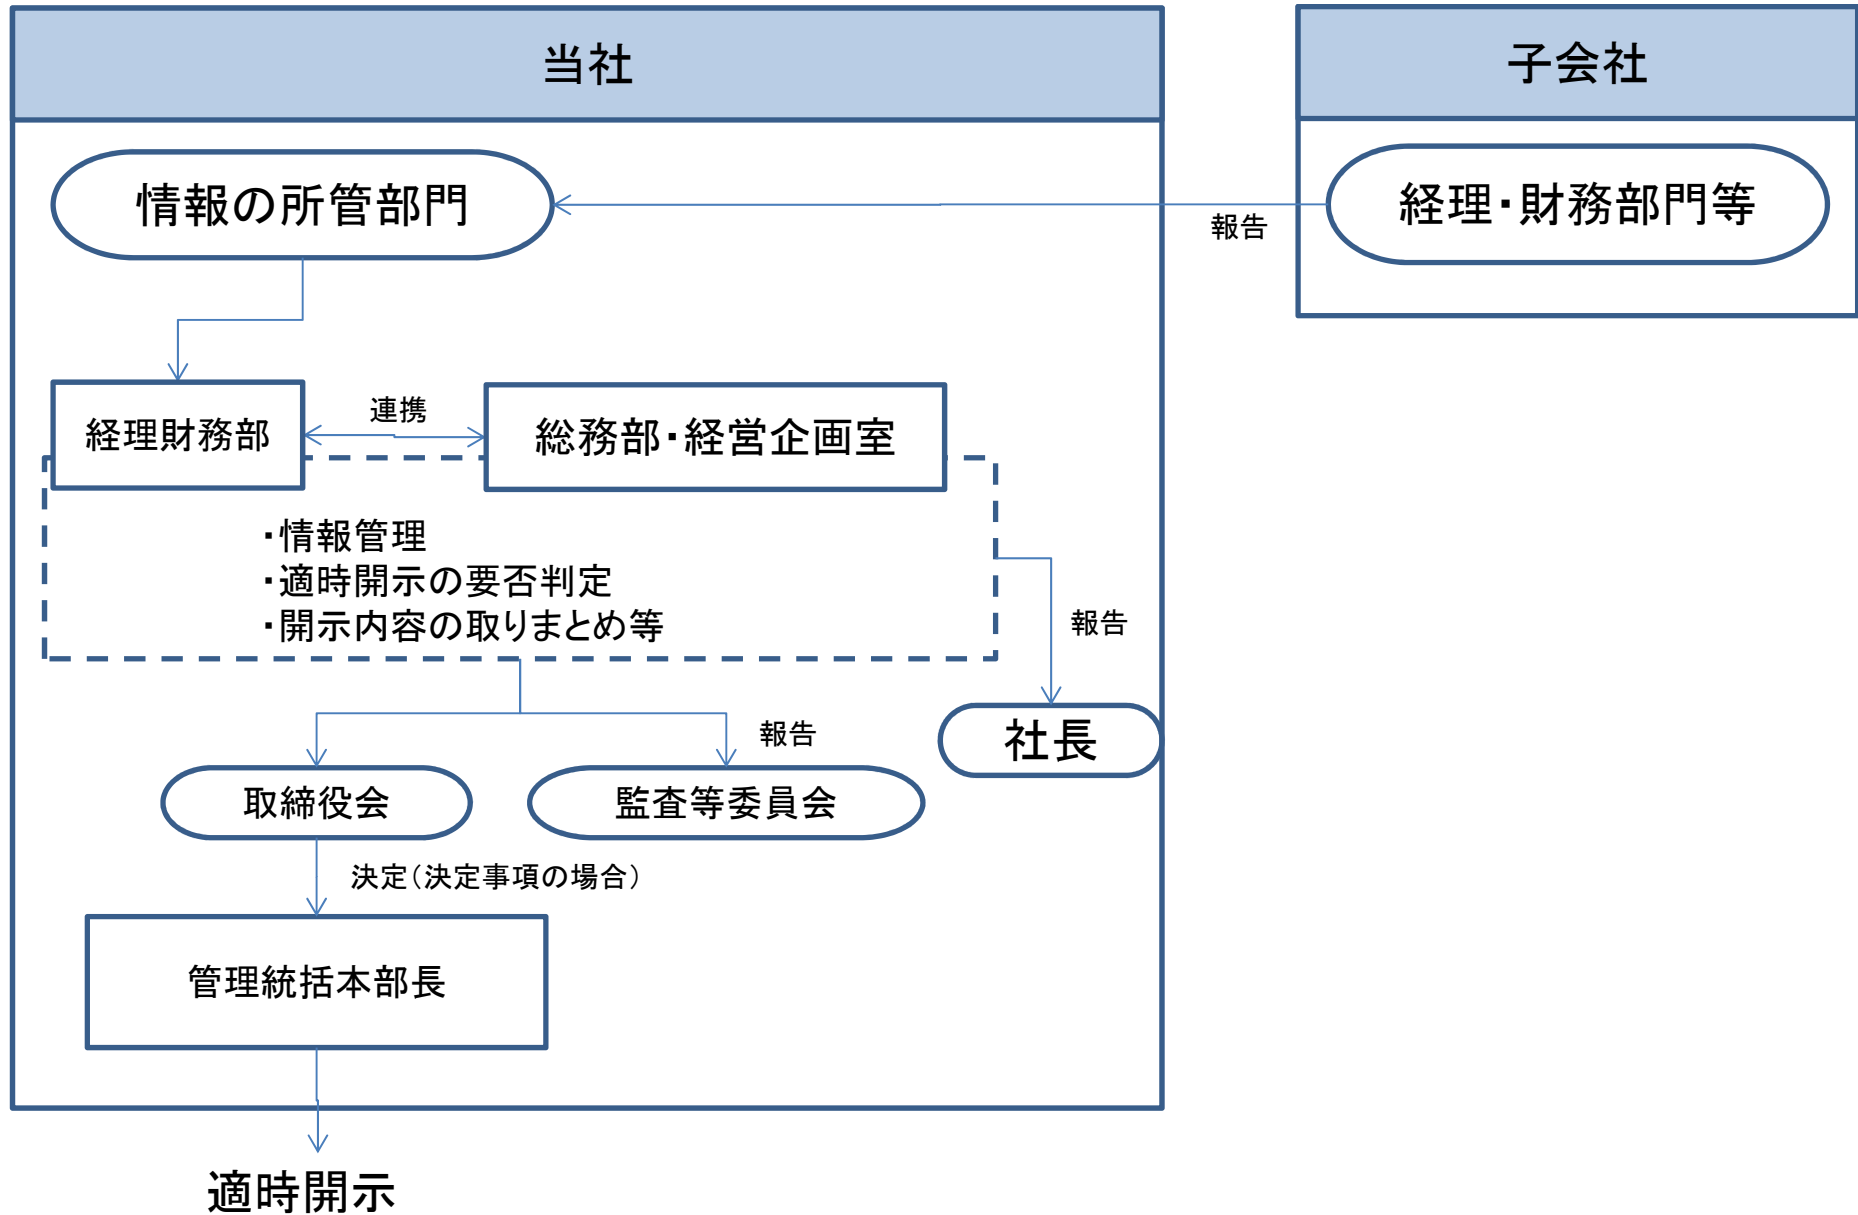 当社
子会社
情報の所管部門
経理・財務部門等
報告
経理財務部
連携
総務部・経営企画室
・情報管理
・適時開示の要否判定
・開示内容の取りまとめ等
報告
社長
報告
取締役会
監査等委員会
決定(決定事項の場合)
管理統括本部長
適時開示